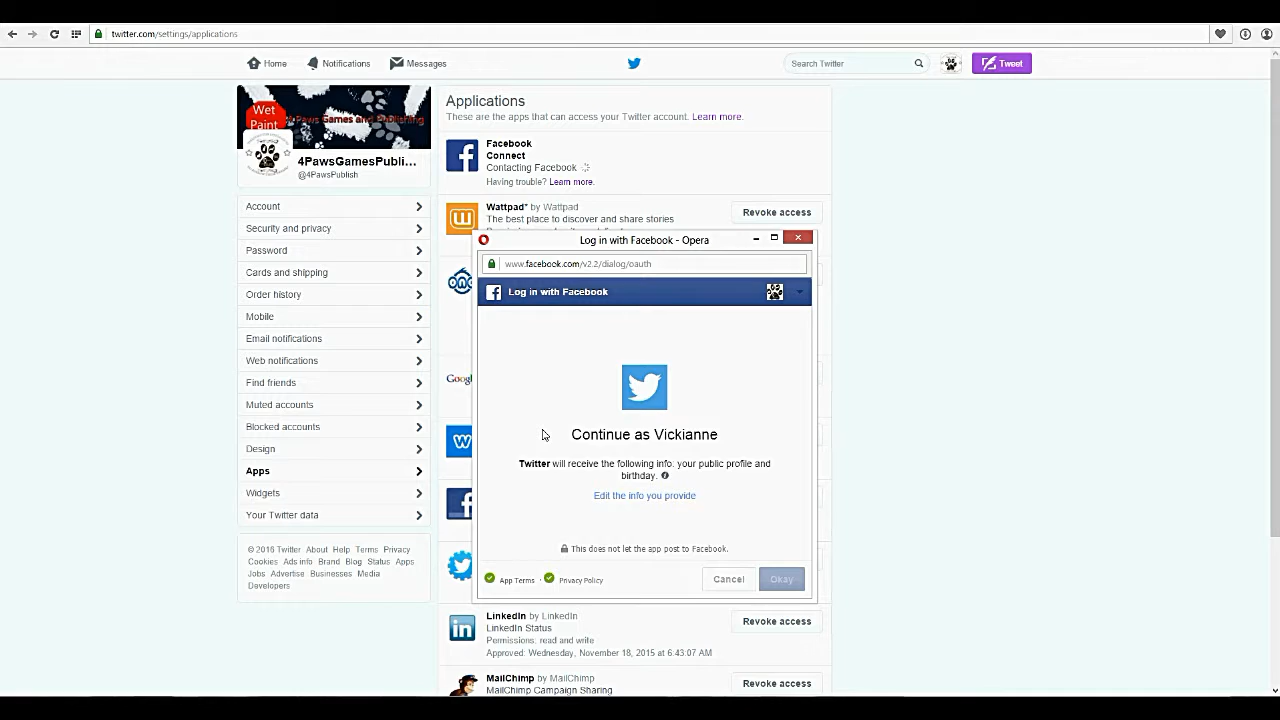 twitter.com/settings/applications
Home Notifications Messages
Search Twitter
Tweet
Wet
Paint
4 Paws Games and Publishing
4PawsGamesPubli...
@4PawsPublish
Account
Security and privacy
Password
Cards and shipping
Order history
Mobile
Email notifications
Web notifications
Find friends
Muted accounts
Blocked accounts
Design
Apps
Widgets
Your Twitter data
© 2016 Twitter About Help Terms Privacy
Cookies Ads info Brand Blog Status Apps
Jobs Advertise Businesses Media
Developers
Applications
These are the apps that can access your Twitter account. Learn more.
Facebook
Connect
Contacting Facebook
Having trouble? Learn more.
Wattpad* by Wattpad
The best place to discover and share stories
Revoke access
Log in with Facebook - Opera
www.facebook.com/v2.2/dialog/oauth
Log in with Facebook
Continue as Vickianne
Twitter will receive the following info: your public profile and
birthday.
Edit the info you provide
This does not let the app post to Facebook.
App Terms · Privacy Policy
Cancel Okay
LinkedIn by LinkedIn
LinkedIn Status
Permissions: read and write
Approved: Wednesday, November 18, 2015 at 6:43:07 AM
Revoke access
MailChimp by MailChimp
MailChimp Campaign Sharing
Revoke access